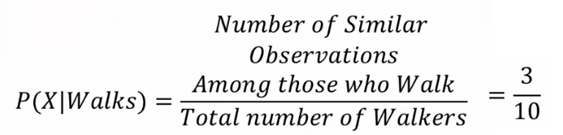 Number of Similar
Observations
Among those who Walk
P(X|Walks) = Total number of Walkers = 3/10